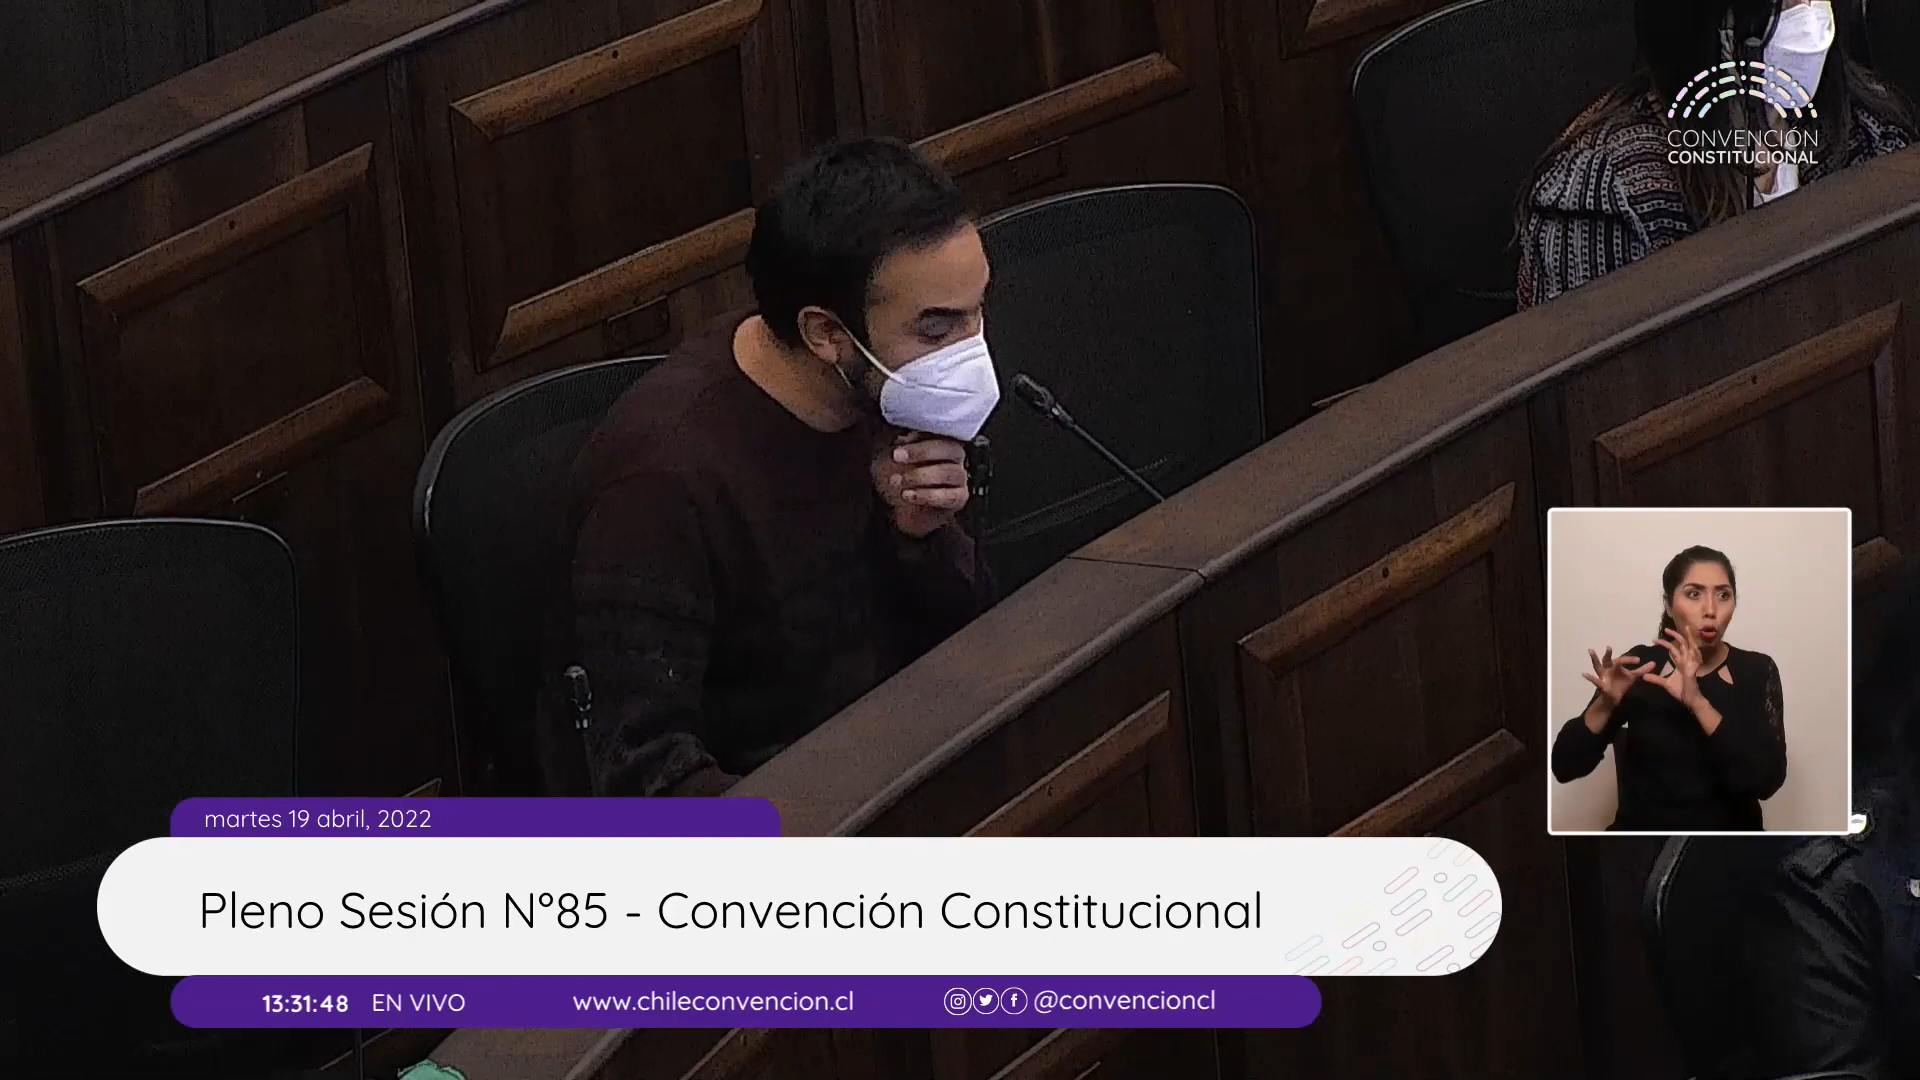 CONVENCIÓN
CONSTITUCIONAL
martes 19 abril, 2022
Pleno Sesión N°85 - Convención Constitucional
13:31:48 EN VIVO www.chileconvencion.cl @convencioncl